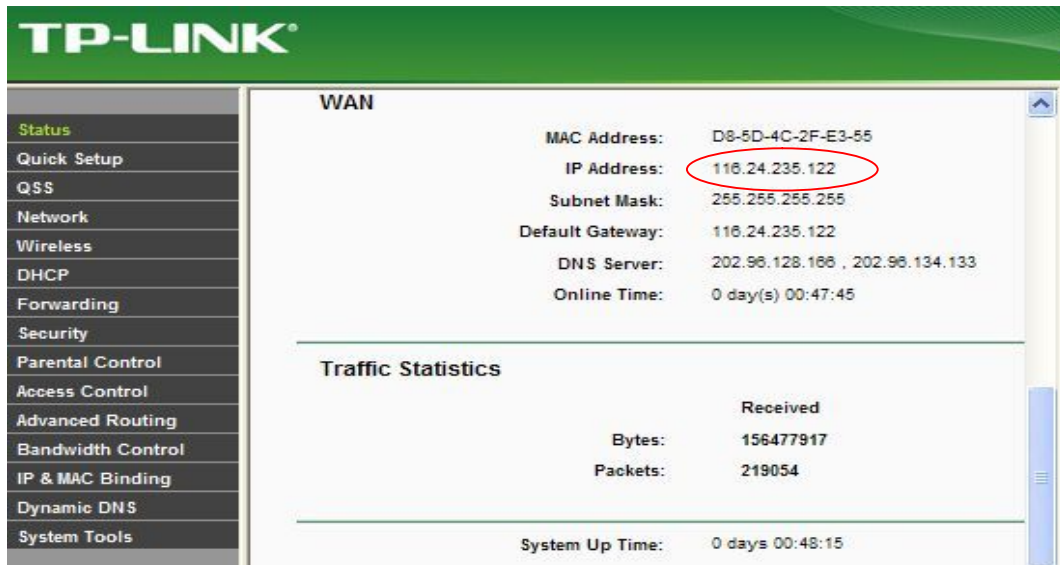 TP-LINK®
Status
Quick Setup
QSS
Network
Wireless
DHCP
Forwarding
Security
Parental Control
Access Control
Advanced Routing
Bandwidth Control
IP & MAC Binding
Dynamic DNS
System Tools
WAN
MAC Address: D8-5D-4C-2F-E3-55
IP Address: 116.24.235.122
Subnet Mask: 255.255.255.255
Default Gateway: 116.24.235.122
DNS Server: 202.96.128.166 , 202.96.134.133
Online Time: 0 day(s) 00:47:45
Traffic Statistics
Received
Bytes: 156477917
Packets: 219054
System Up Time: 0 days 00:48:15